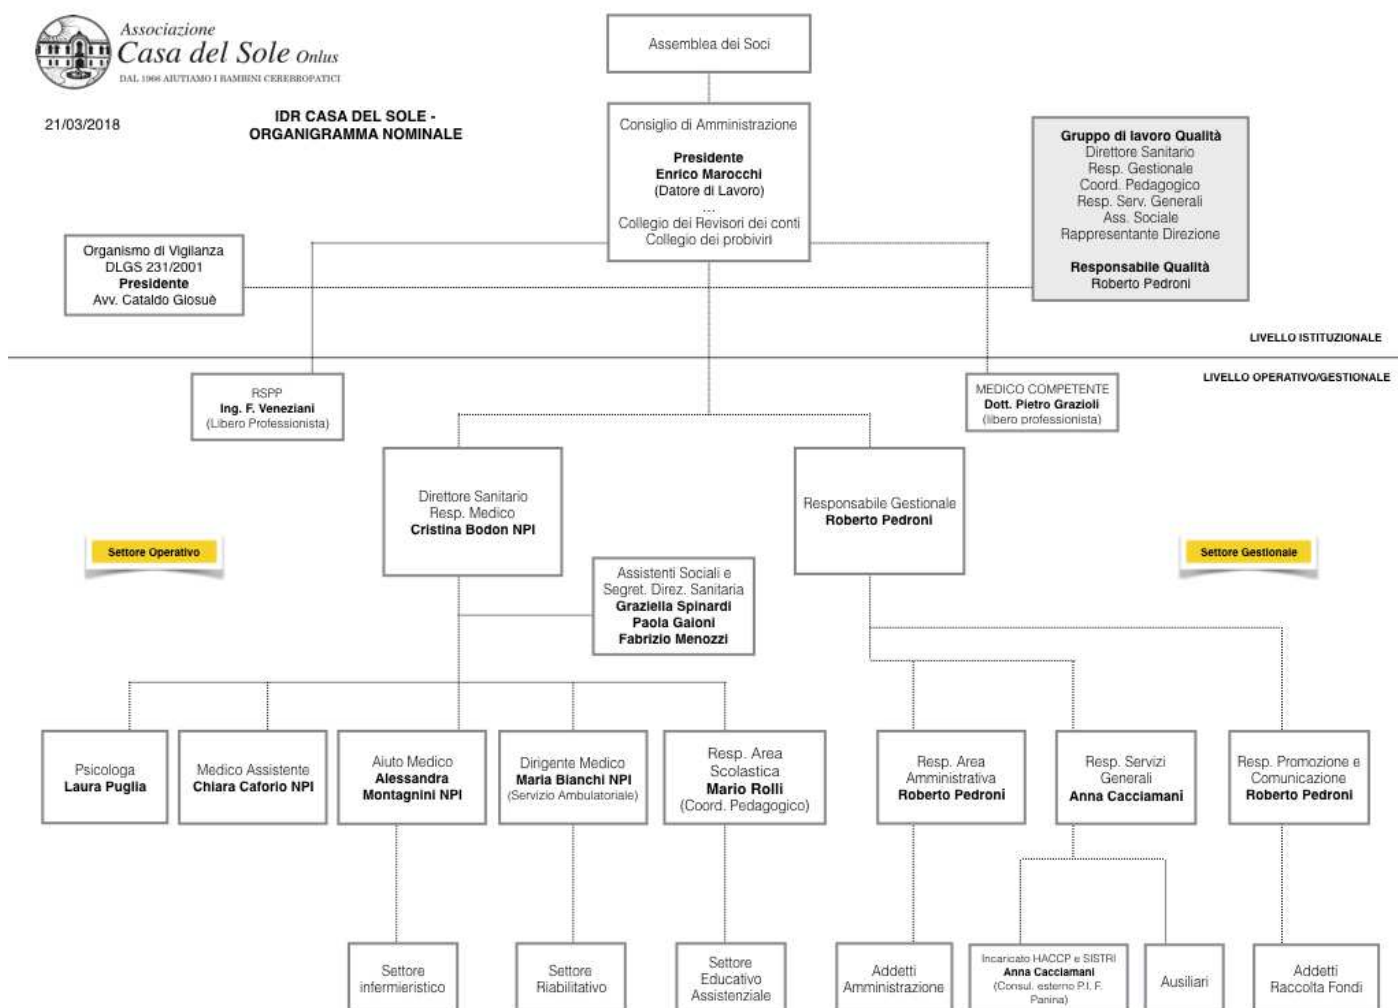 Associazione
Casa del Sole Onlus
DAL 1966 AIUTIAMO I BAMBINI CEREBROPATICI
21/03/2018
IDR CASA DEL SOLE -
ORGANIGRAMMA NOMINALE
Assemblea dei Soci
Consiglio di Amministrazione
Presidente
Enrico Marocchi
(Datore di Lavoro)
...
Collegio dei Revisori dei conti
Collegio dei probiviri
Gruppo di lavoro Qualità
Direttore Sanitario
Resp. Gestionale
Coord. Pedagogico
Resp. Serv. Generali
Ass. Sociale
Rappresentante Direzione
Responsabile Qualità
Roberto Pedroni
Organismo di Vigilanza
DLGS 231/2001
Presidente
Avv. Cataldo Giosuè
LIVELLO ISTITUZIONALE
LIVELLO OPERATIVO/GESTIONALE
RSPP
Ing. F. Veneziani
(Libero Professionista)
MEDICO COMPETENTE
Dott. Pietro Grazioli
(libero professionista)
Direttore Sanitario
Resp. Medico
Cristina Bodon NPI
Responsabile Gestionale
Roberto Pedroni
Settore Operativo
Settore Gestionale
Assistenti Sociali e
Segret. Direz. Sanitaria
Graziella Spinardi
Paola Gaioni
Fabrizio Menozzi
Psicologa
Laura Puglia
Medico Assistente
Chiara Caforio NPI
Aiuto Medico
Alessandra
Montagnini NPI
Dirigente Medico
Maria Bianchi NPI
(Servizio Ambulatoriale)
Resp. Area
Scolastica
Mario Rolli
(Coord. Pedagogico)
Resp. Area
Amministrativa
Roberto Pedroni
Resp. Servizi
Generali
Anna Cacciamani
Resp. Promozione e
Comunicazione
Roberto Pedroni
Settore
infermieristico
Settore
Riabilitativo
Settore
Educativo
Assistenziale
Addetti
Amministrazione
Incaricato HACCP e SISTRI
Anna Cacciamani
(Consul. esterno P.I. F.
Panina)
Ausiliari
Addetti
Raccolta Fondi